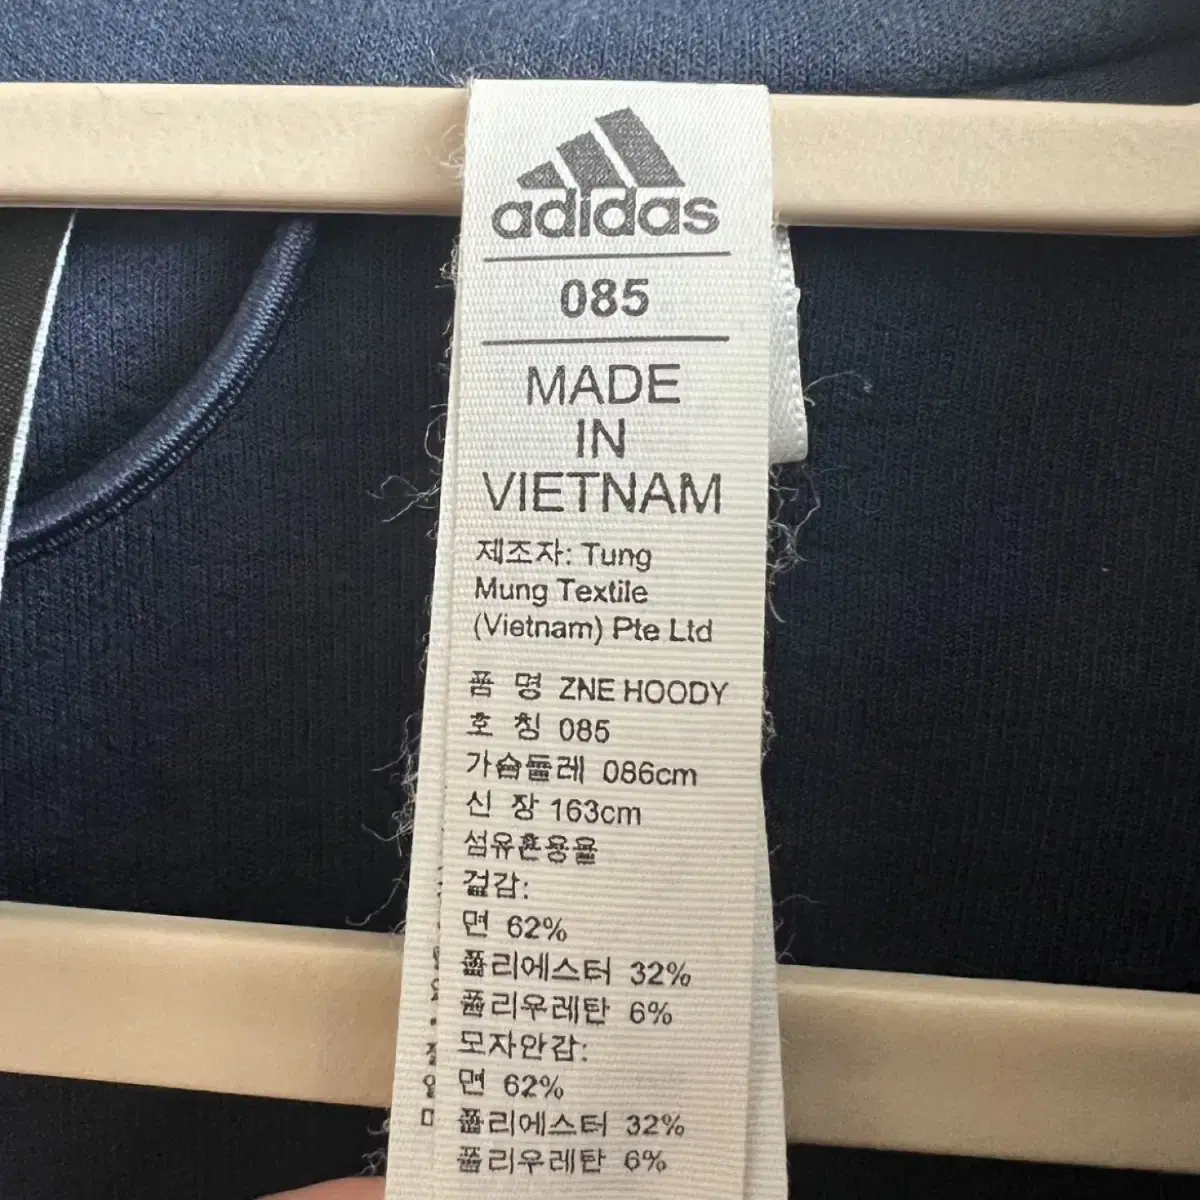 adidas
085
MADE
IN
VIETNAM
제조자: Tung
Mung Textile
(Vietnam) Pte Ltd
품 명 ZNE HOODY
호 칭 085
가슴둘레 086cm
신 장 163cm
섬유혼용율
겉감:
면 62%
폴리에스터 32%
폴리우레탄 6%
모자안감:
면 62%
폴리에스터 32%
폴리우레탄 6%